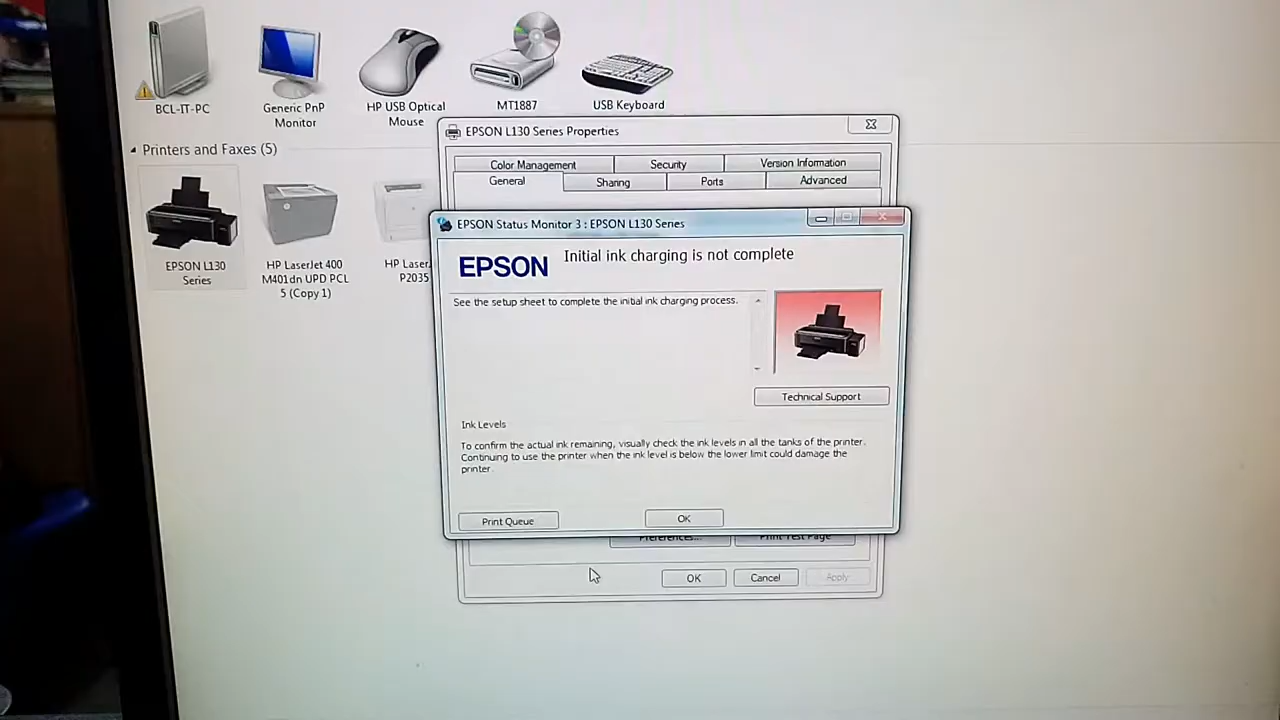 BCL-IT-PC
Generic PnP
Monitor
HP USB Optical
Mouse
MT1887
USB Keyboard
Printers and Faxes (5)
EPSON L130
Series
HP LaserJet 400
M401dn UPD PCL
5 (Copy 1)
HP Laser
P2035
EPSON L130 Series Properties
Color Management
Security
Version Information
General
Sharing
Ports
Advanced
EPSON Status Monitor 3 : EPSON L130 Series
EPSON
Initial ink charging is not complete
See the setup sheet to complete the initial ink charging process.
Technical Support
Ink Levels
To confirm the actual ink remaining, visually check the ink levels in all the tanks of the printer.
Continuing to use the printer when the ink level is below the lower limit could damage the
printer.
Print Queue
OK
Preferences...
Print Test Page
OK
Cancel
Apply